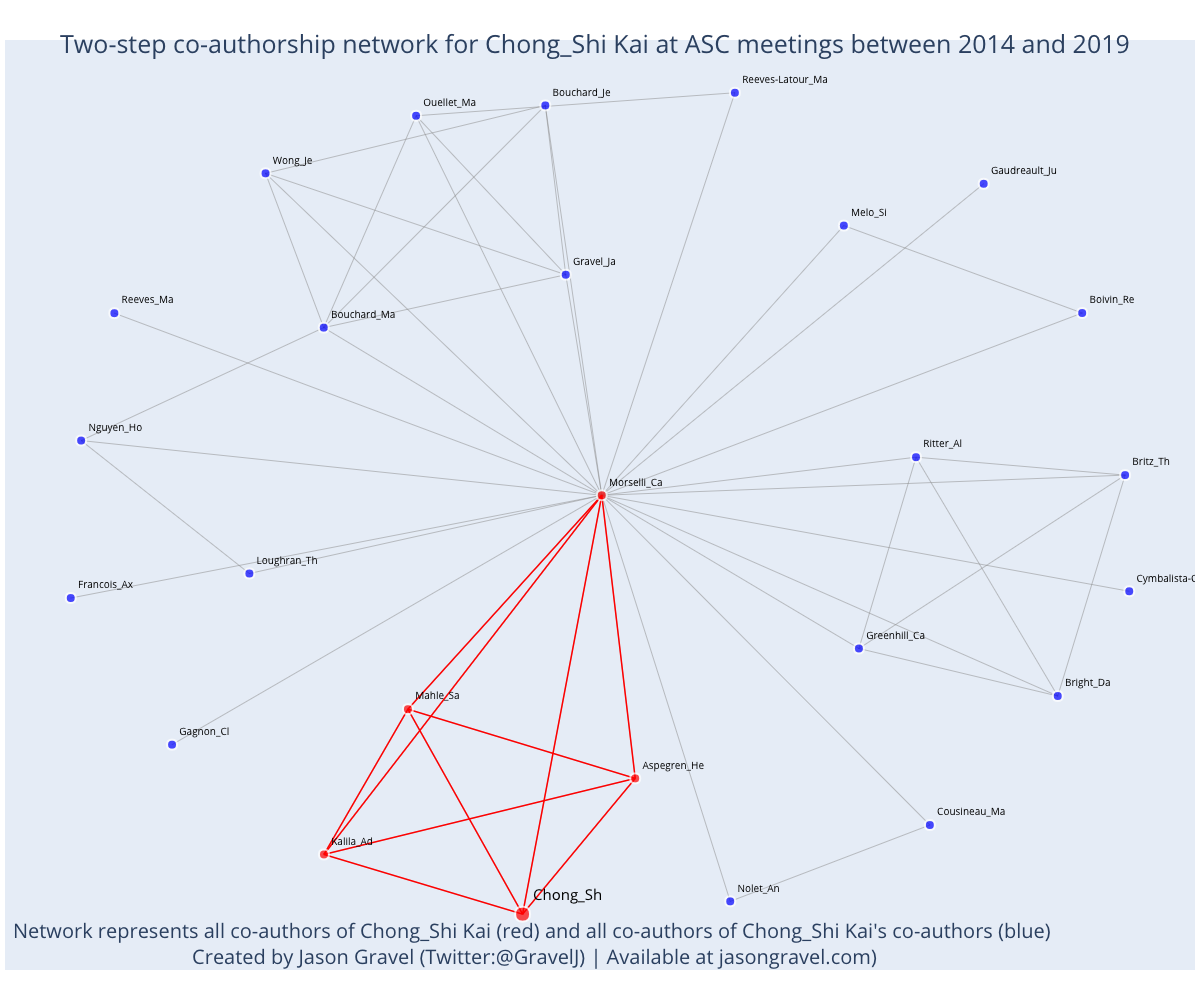 Two-step co-authorship network for Chong_Shi Kai at ASC meetings between 2014 and 2019
Reeves-Latour_Ma
Bouchard_Je
Ouellet_Ma
Wong_Je
Gaudreault_Ju
Melo_Si
Gravel_Ja
Reeves_Ma
Boivin_Re
Bouchard_Ma
Nguyen_Ho
Ritter_Al
Britz_Th
Morselli_Ca
Loughran_Th
Francois_Ax
Cymbalista-C
Greenhill_Ca
Bright_Da
Mahle_Sa
Gagnon_Cl
Aspegren_He
Cousineau_Ma
Kalila_Ad
Nolet_An
Chong_Sh
Network represents all co-authors of Chong_Shi Kai (red) and all co-authors of Chong_Shi Kai's co-authors (blue)
Created by Jason Gravel (Twitter:@GravelJ) | Available at jasongravel.com)